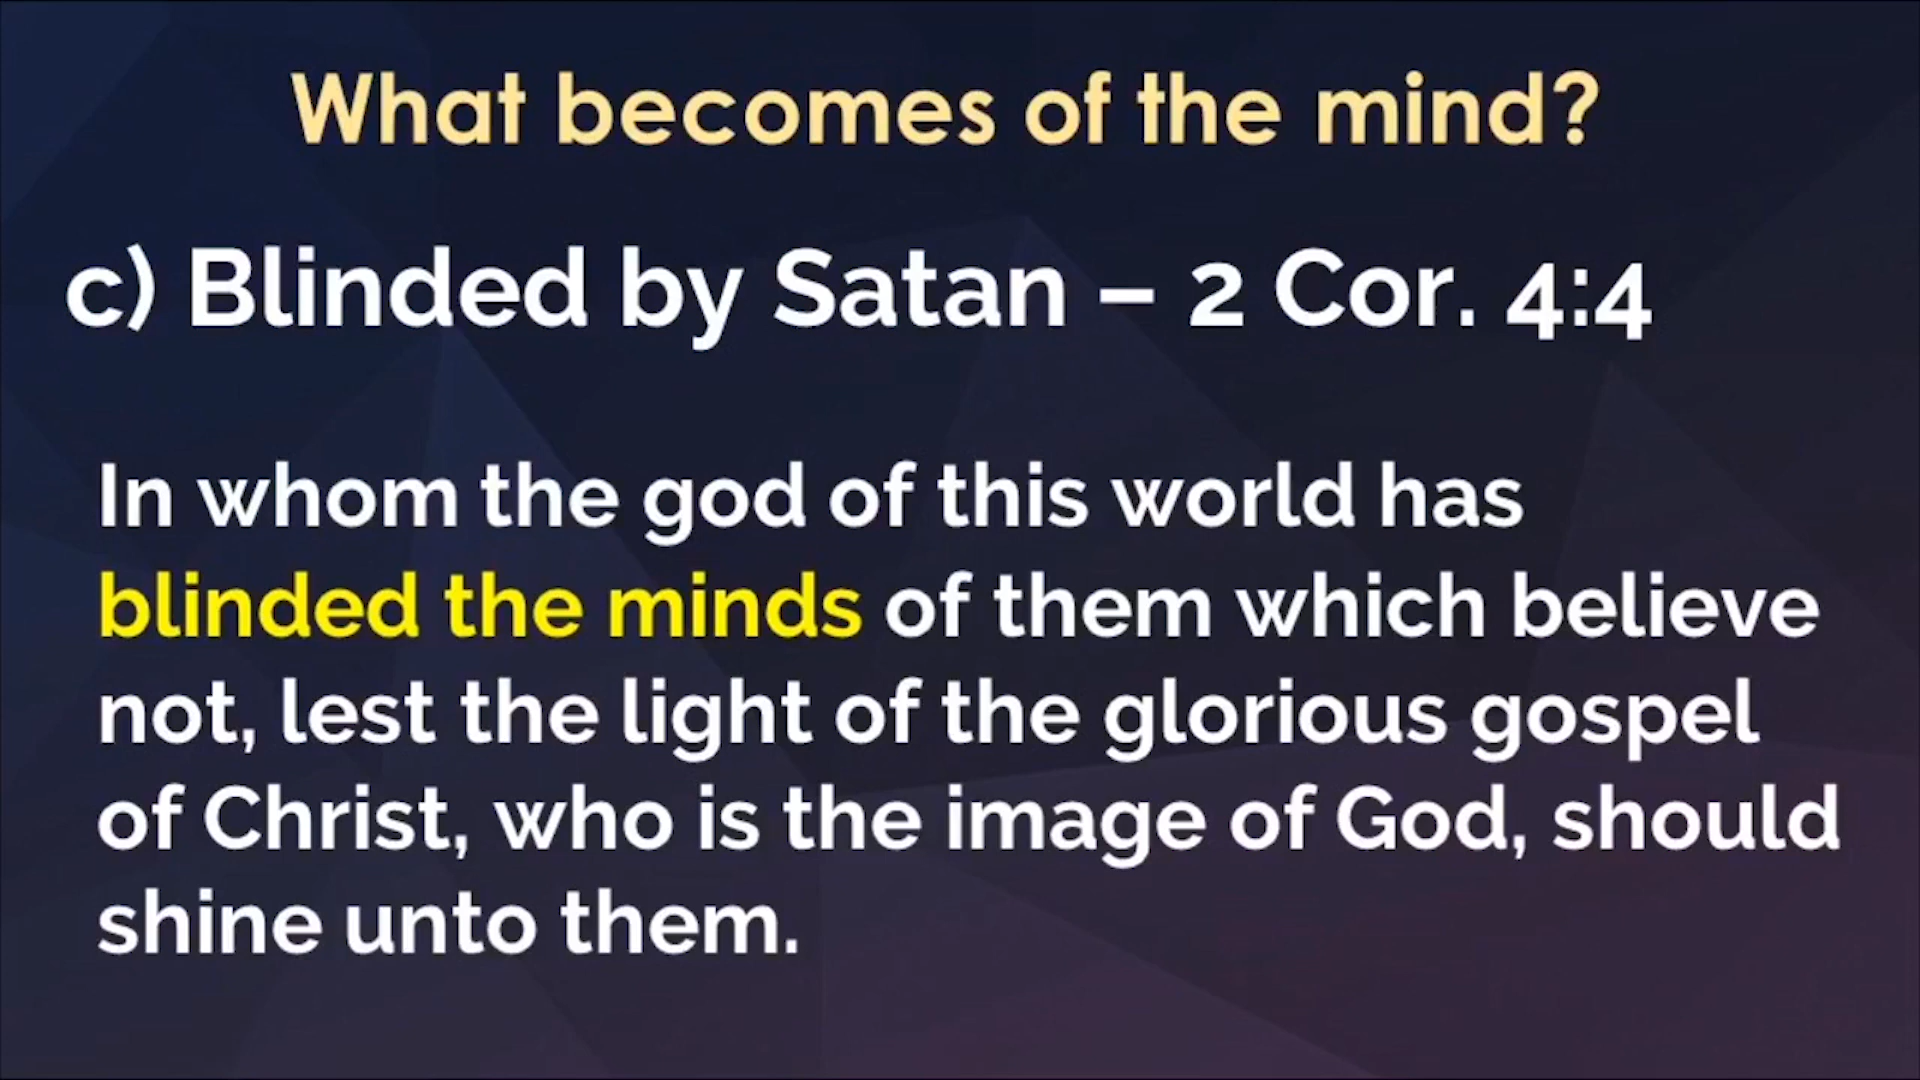 What becomes of the mind?
c) Blinded by Satan – 2 Cor. 4:4
In whom the god of this world has
blinded the minds of them which believe
not, lest the light of the glorious gospel
of Christ, who is the image of God, should
shine unto them.